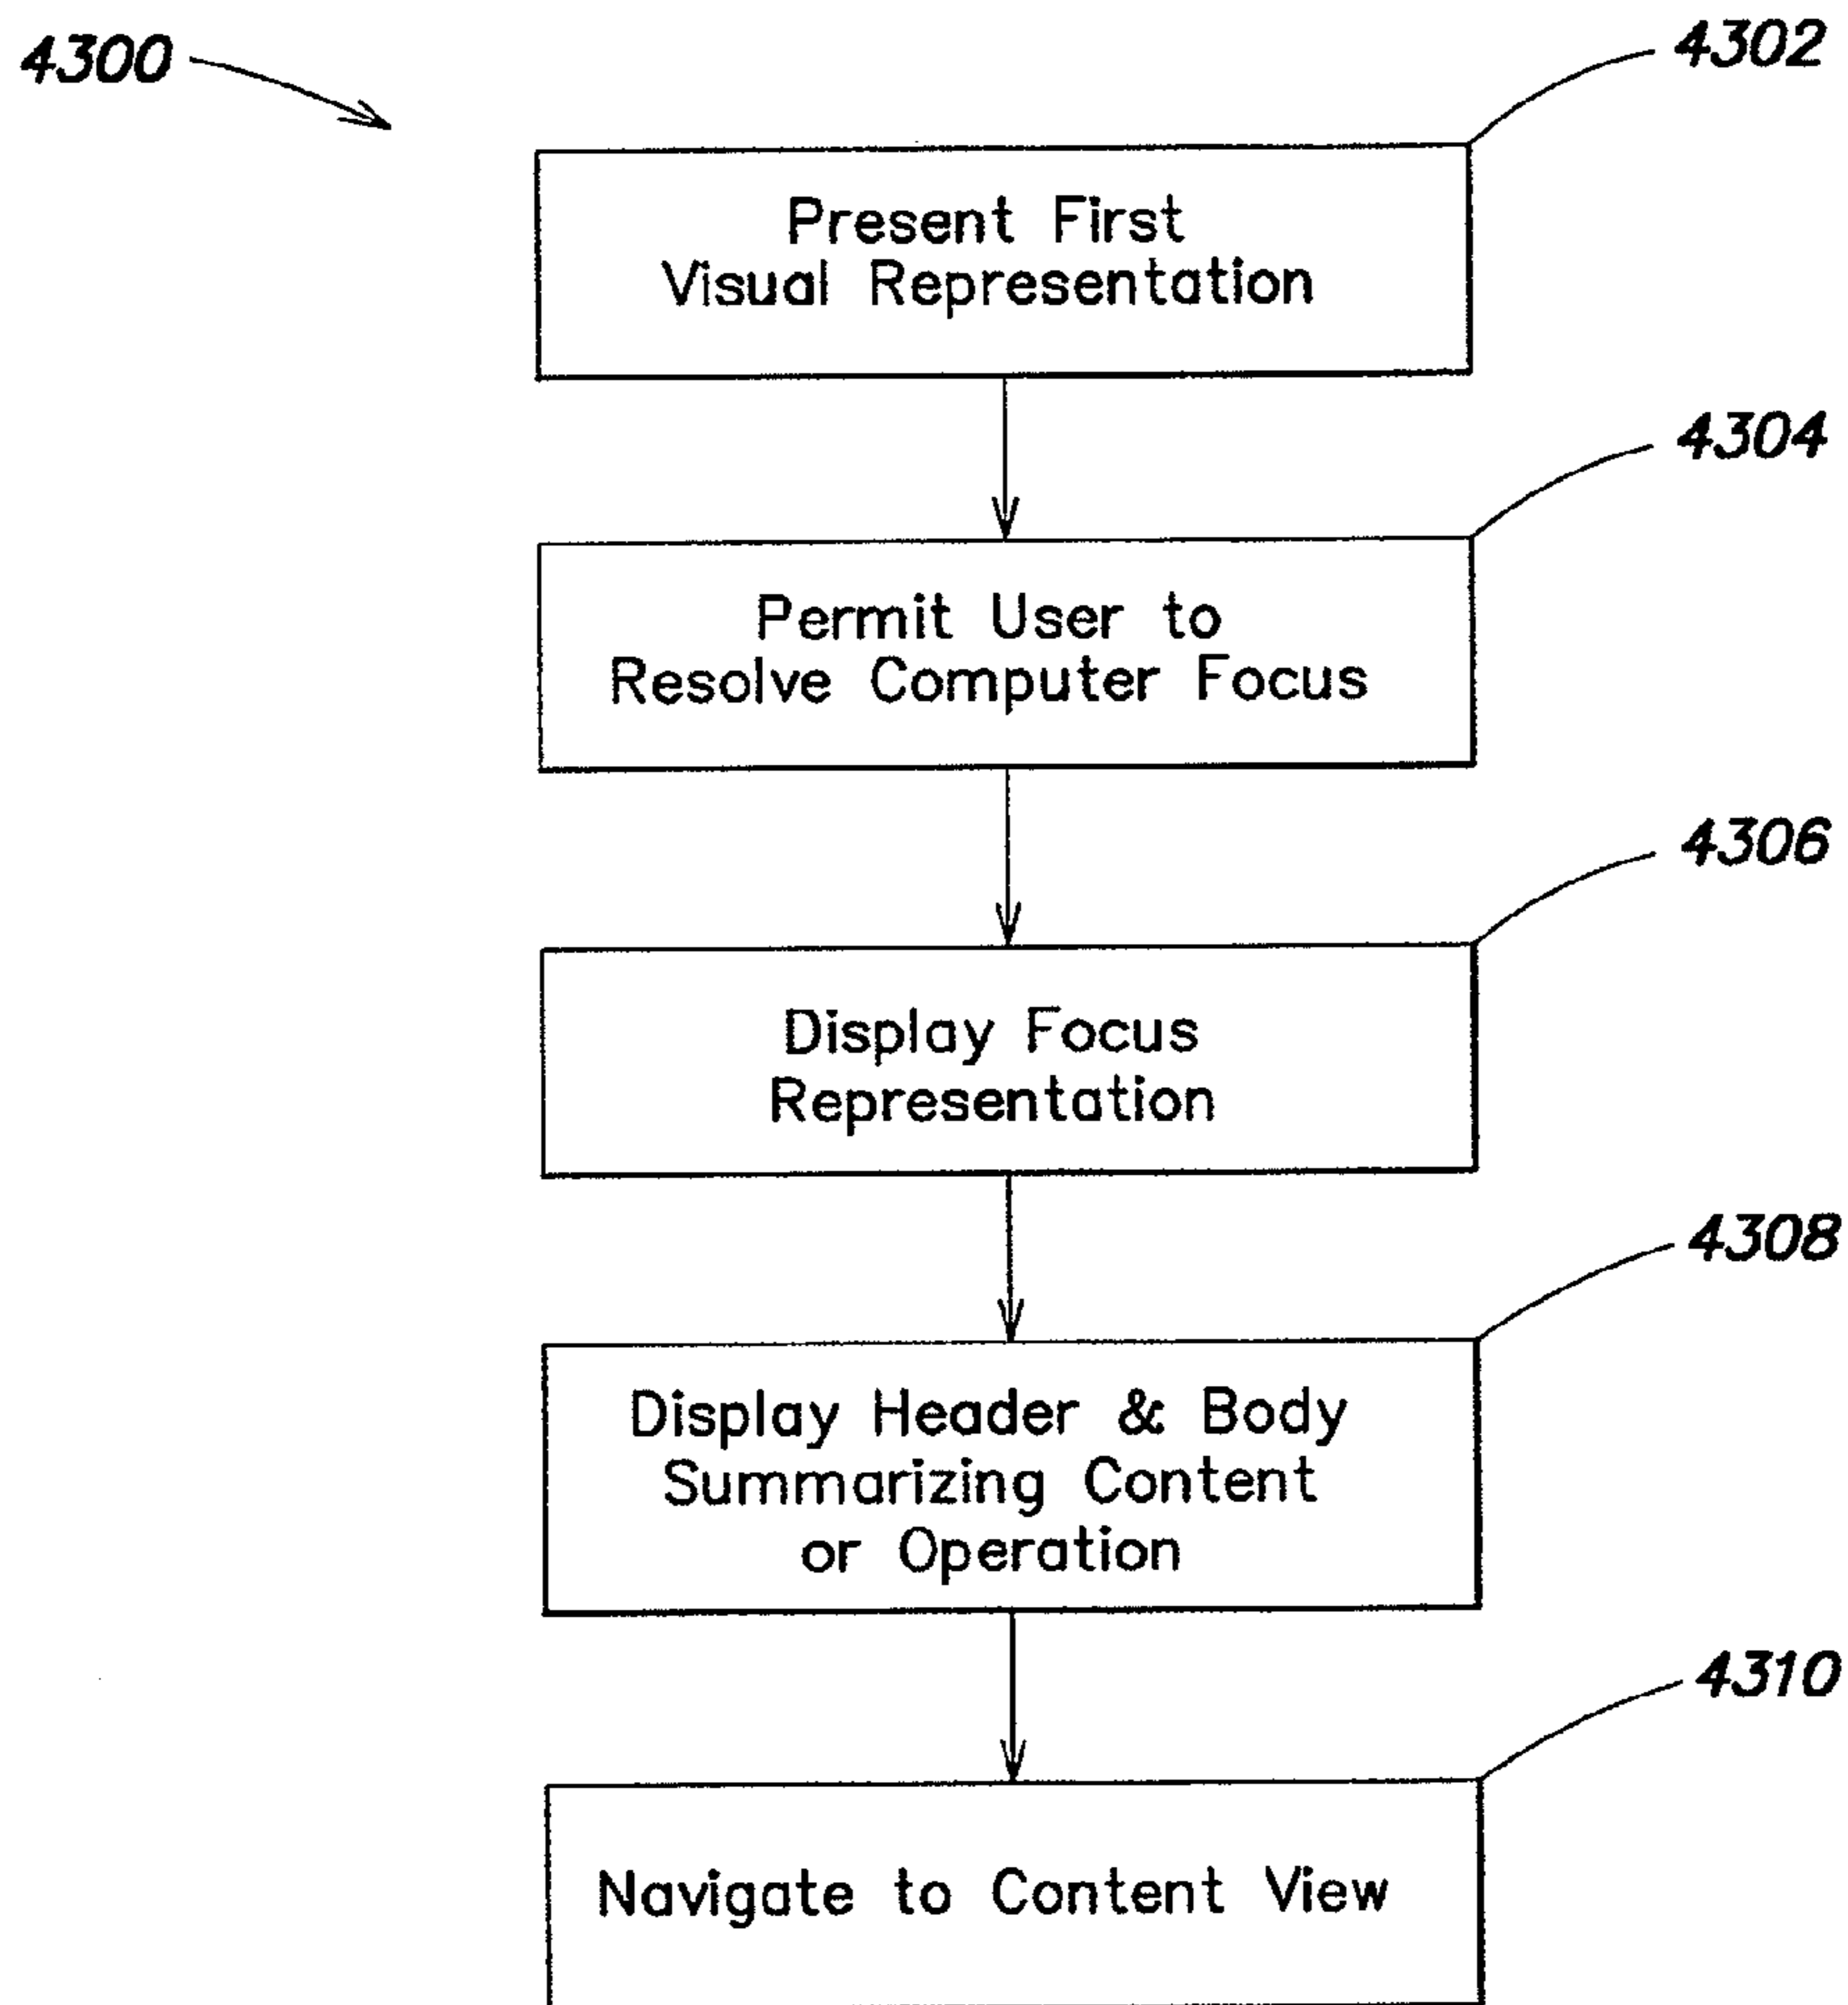 4300
4302
Present First
Visual Representation
4304
Permit User to
Resolve Computer Focus
4306
Display Focus
Representation
4308
Display Header & Body
Summarizing Content
or Operation
4310
Navigate to Content View